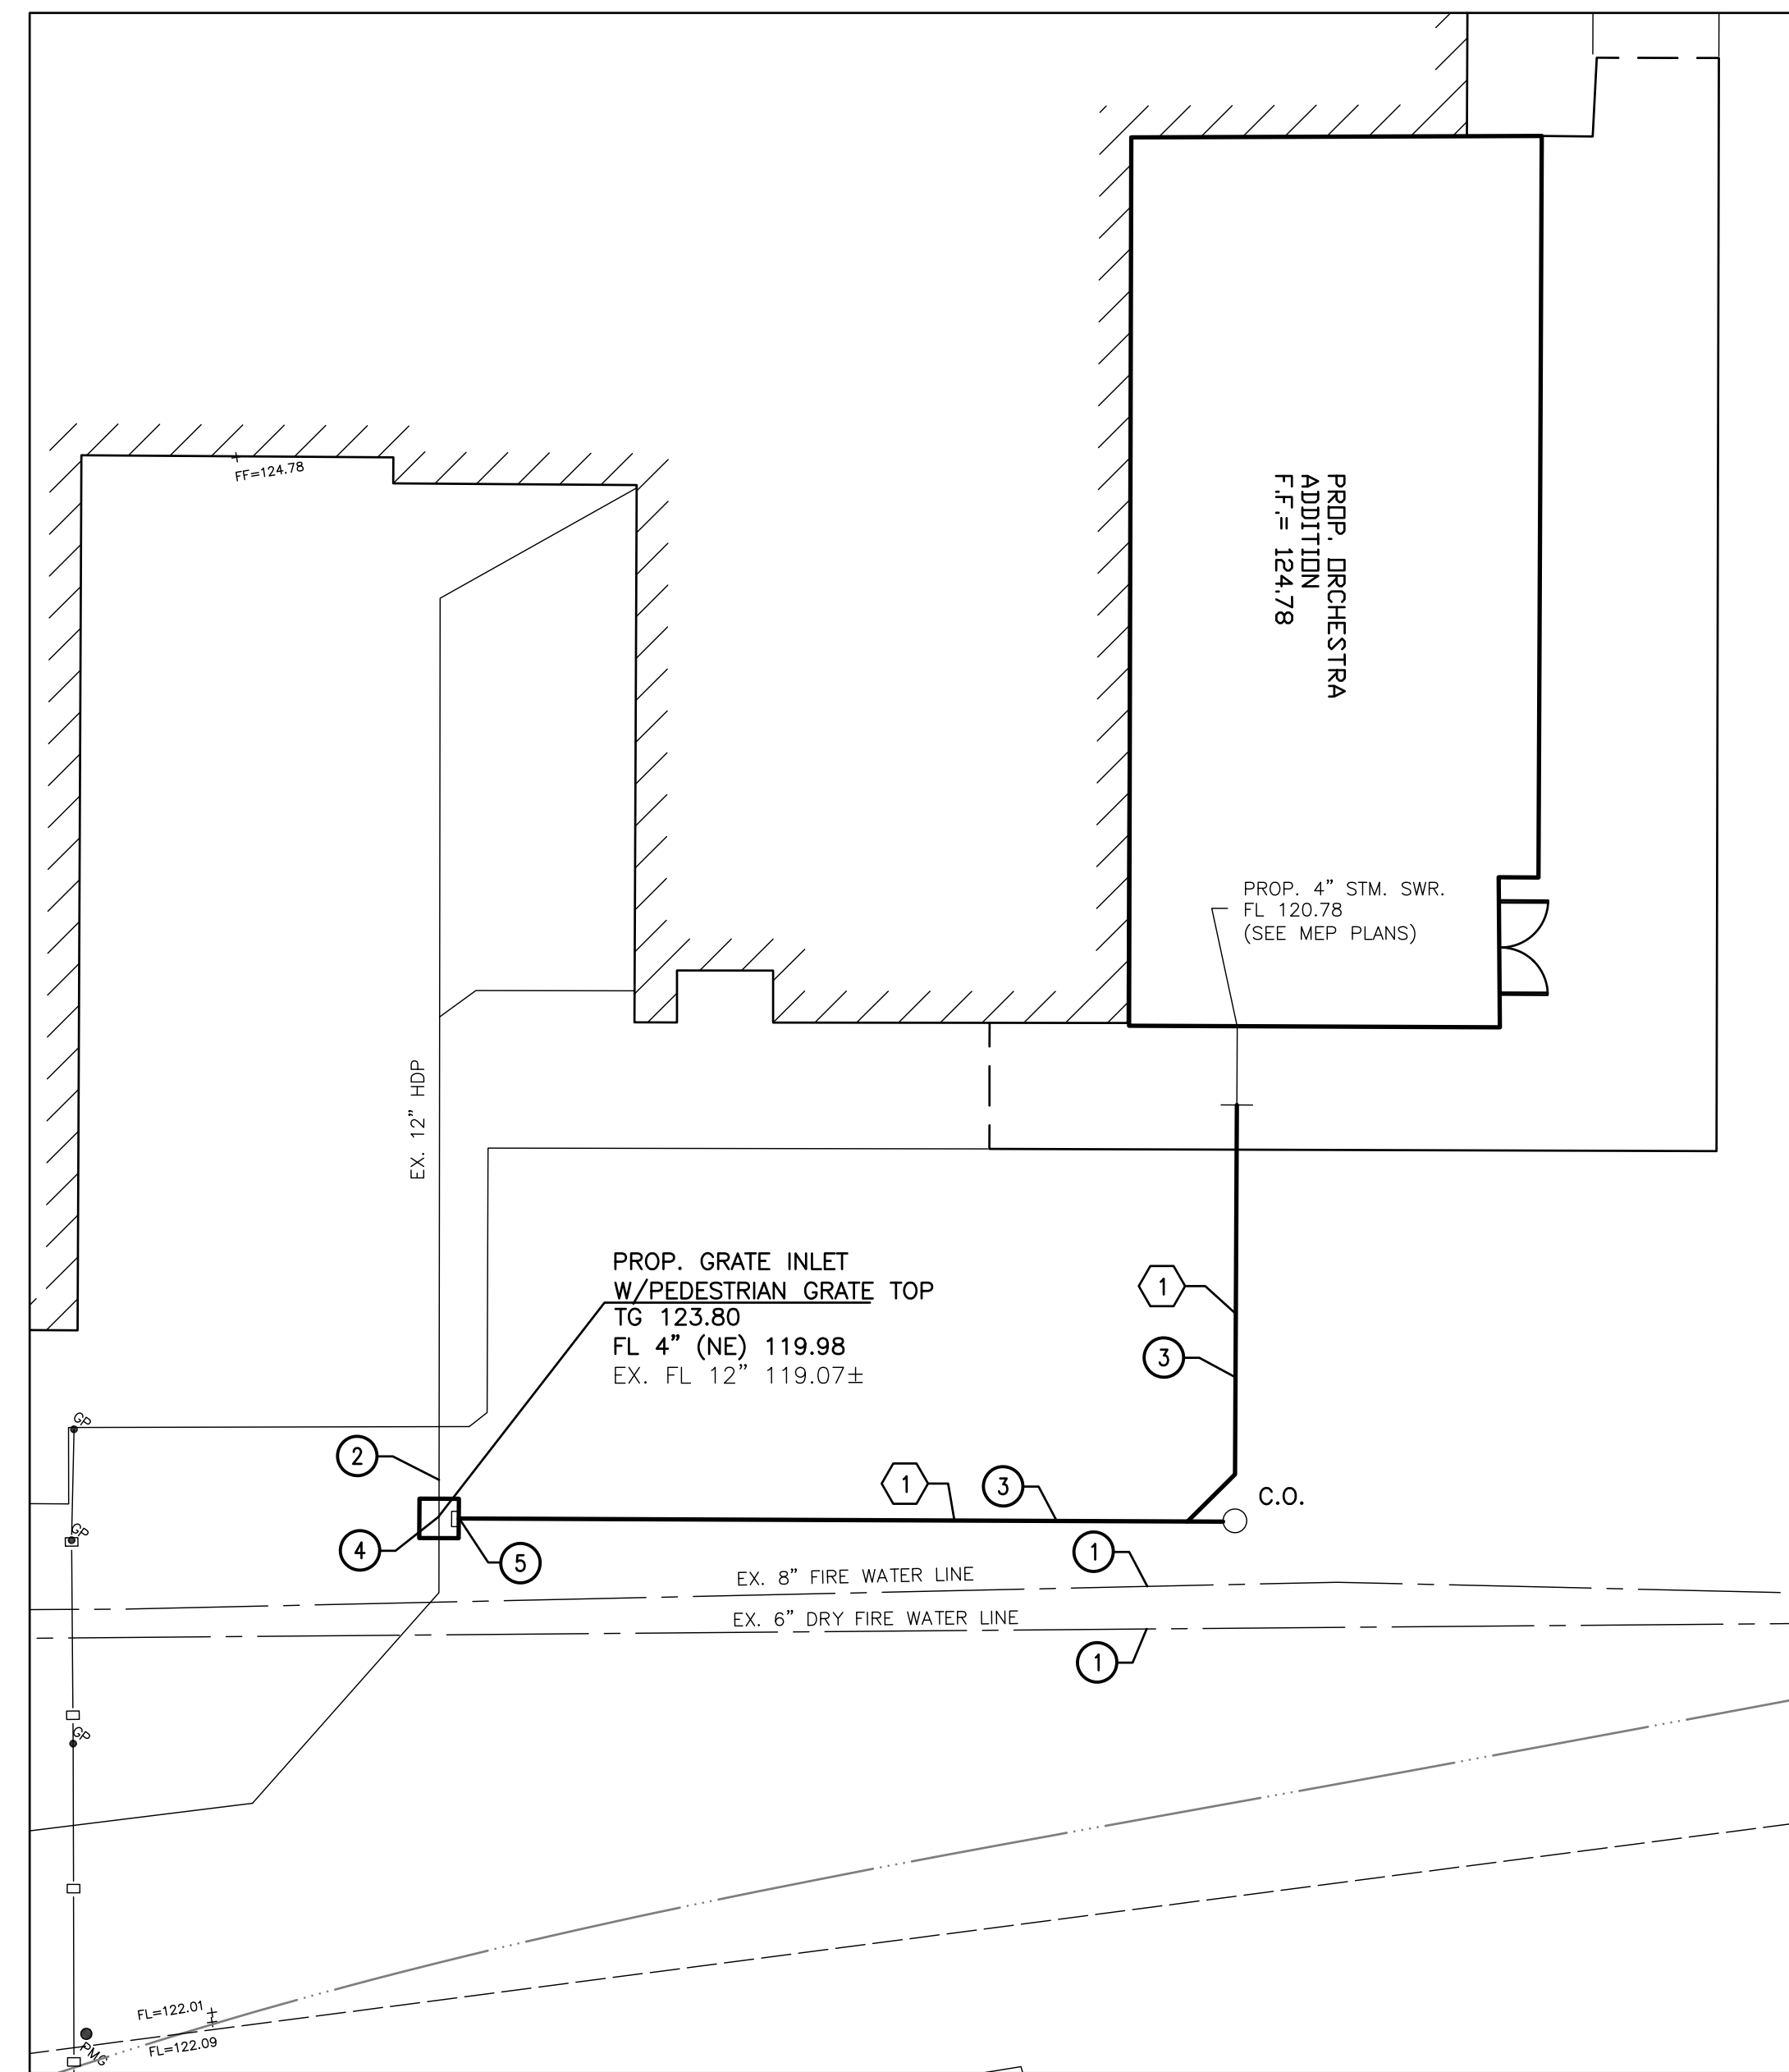 FF=124.78
PROP. ORCHESTRA
ADDITION
F.F.= 124.78
PROP. 4" STM. SWR.
FL 120.78
(SEE MEP PLANS)
EX. 12" HDP
PROP. GRATE INLET
W/PEDESTRIAN GRATE TOP
TG 123.80
FL 4" (NE) 119.98
EX. FL 12" 119.07±
1
3
GP
2
1
3
C.O.
GP
4
5
1
EX. 8" FIRE WATER LINE
EX. 6" DRY FIRE WATER LINE
1
GP
FL=122.01
FL=122.09
PMG